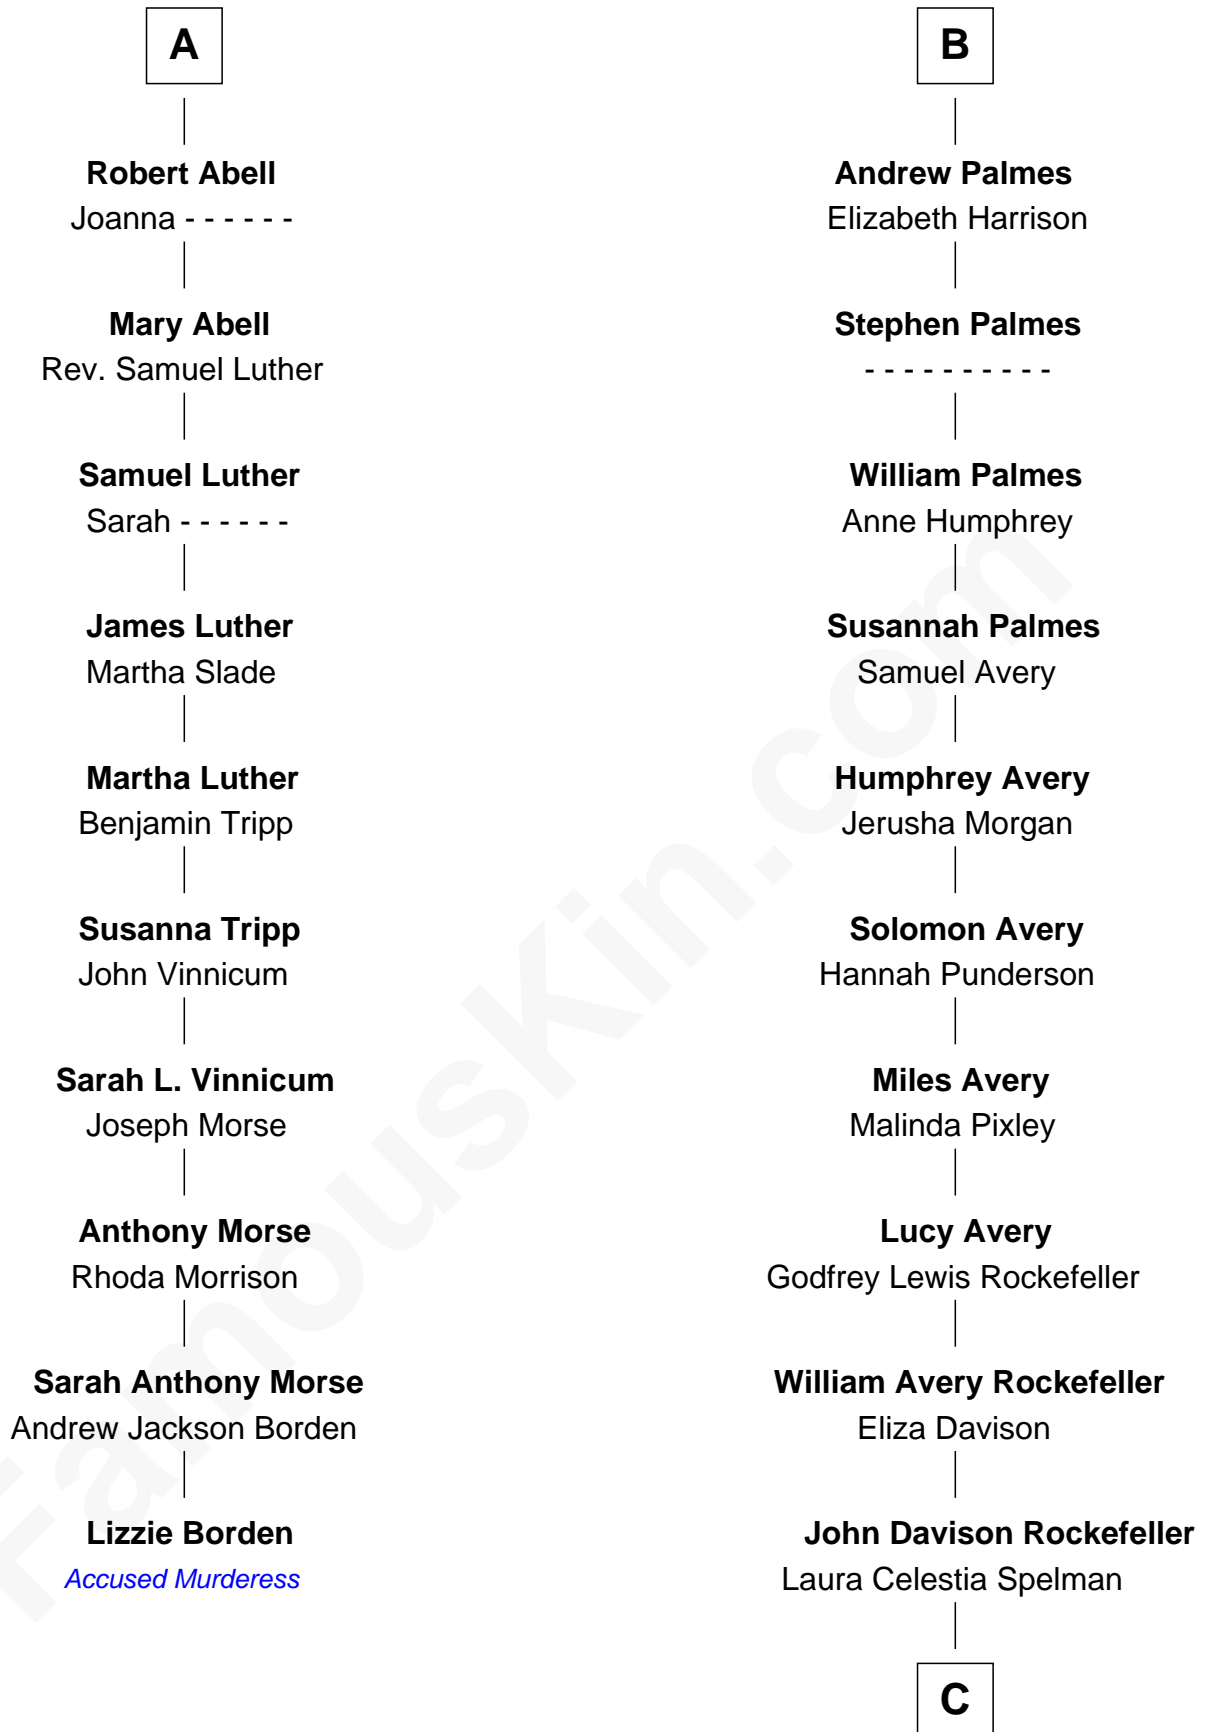 A
Robert Abell
Joanna - - - - - -
Mary Abell
Rev. Samuel Luther
Samuel Luther
Sarah - - - - - -
James Luther
Martha Slade
Martha Luther
Benjamin Tripp
Susanna Tripp
John Vinnicum
Sarah L. Vinnicum
Joseph Morse
Anthony Morse
Rhoda Morrison
Sarah Anthony Morse
Andrew Jackson Borden
Lizzie Borden
Accused Murderess
B
Andrew Palmes
Elizabeth Harrison
Stephen Palmes
- - - - - - - - - -
William Palmes
Anne Humphrey
Susannah Palmes
Samuel Avery
Humphrey Avery
Jerusha Morgan
Solomon Avery
Hannah Punderson
Miles Avery
Malinda Pixley
Lucy Avery
Godfrey Lewis Rockefeller
William Avery Rockefeller
Eliza Davison
John Davison Rockefeller
Laura Celestia Spelman
C
FamousKin.com